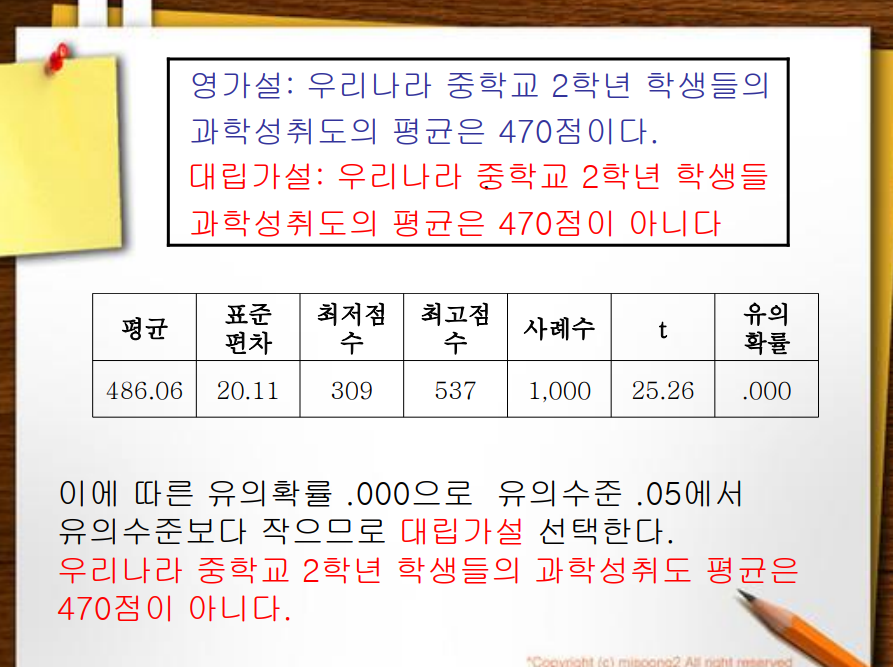 영가설: 우리나라 중학교 2학년 학생들의
과학성취도의 평균은 470점이다.
대립가설: 우리나라 중학교 2학년 학생들
과학성취도의 평균은 470점이 아니다
평균 표준편차 최저점수 최고점수 사례수 t 유의확률
486.06 20.11 309 537 1,000 25.26 .000
이에 따른 유의확률 .000으로 유의수준 .05에서
유의수준보다 작으므로 대립가설 선택한다.
우리나라 중학교 2학년 학생들의 과학성취도 평균은
470점이 아니다.
*Copyright (c) misoong2 All right reserved